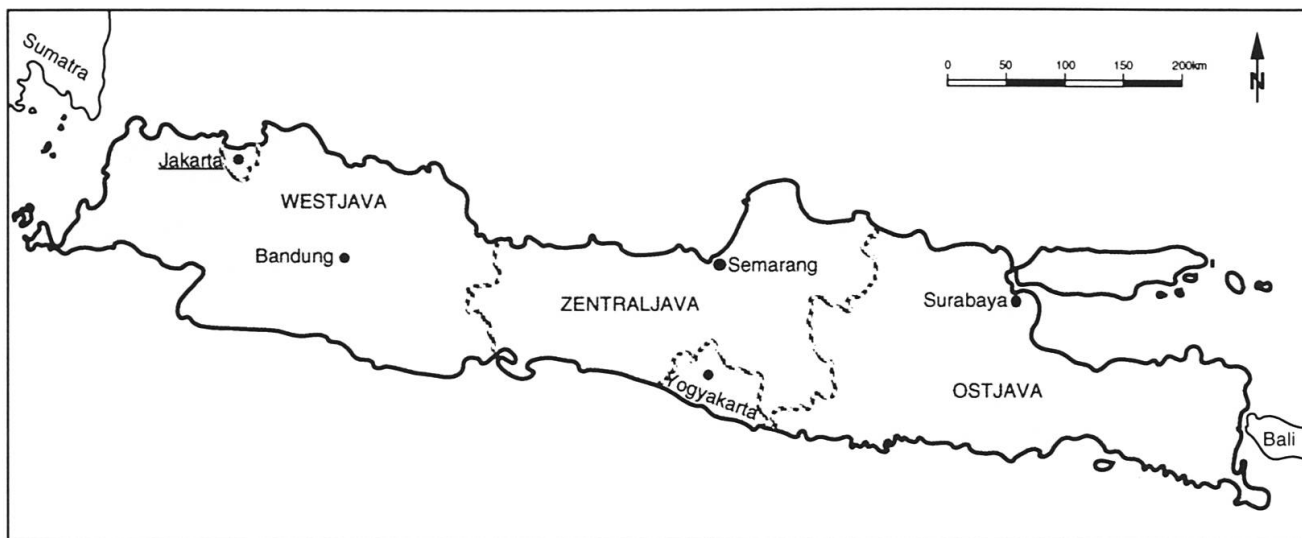 Sumatra
0 50 100 150 200km
N
Jakarta
WESTJAVA
Bandung
Semarang
ZENTRALJAVA
Surabaya
Yogyakarta
OSTJAVA
Bali